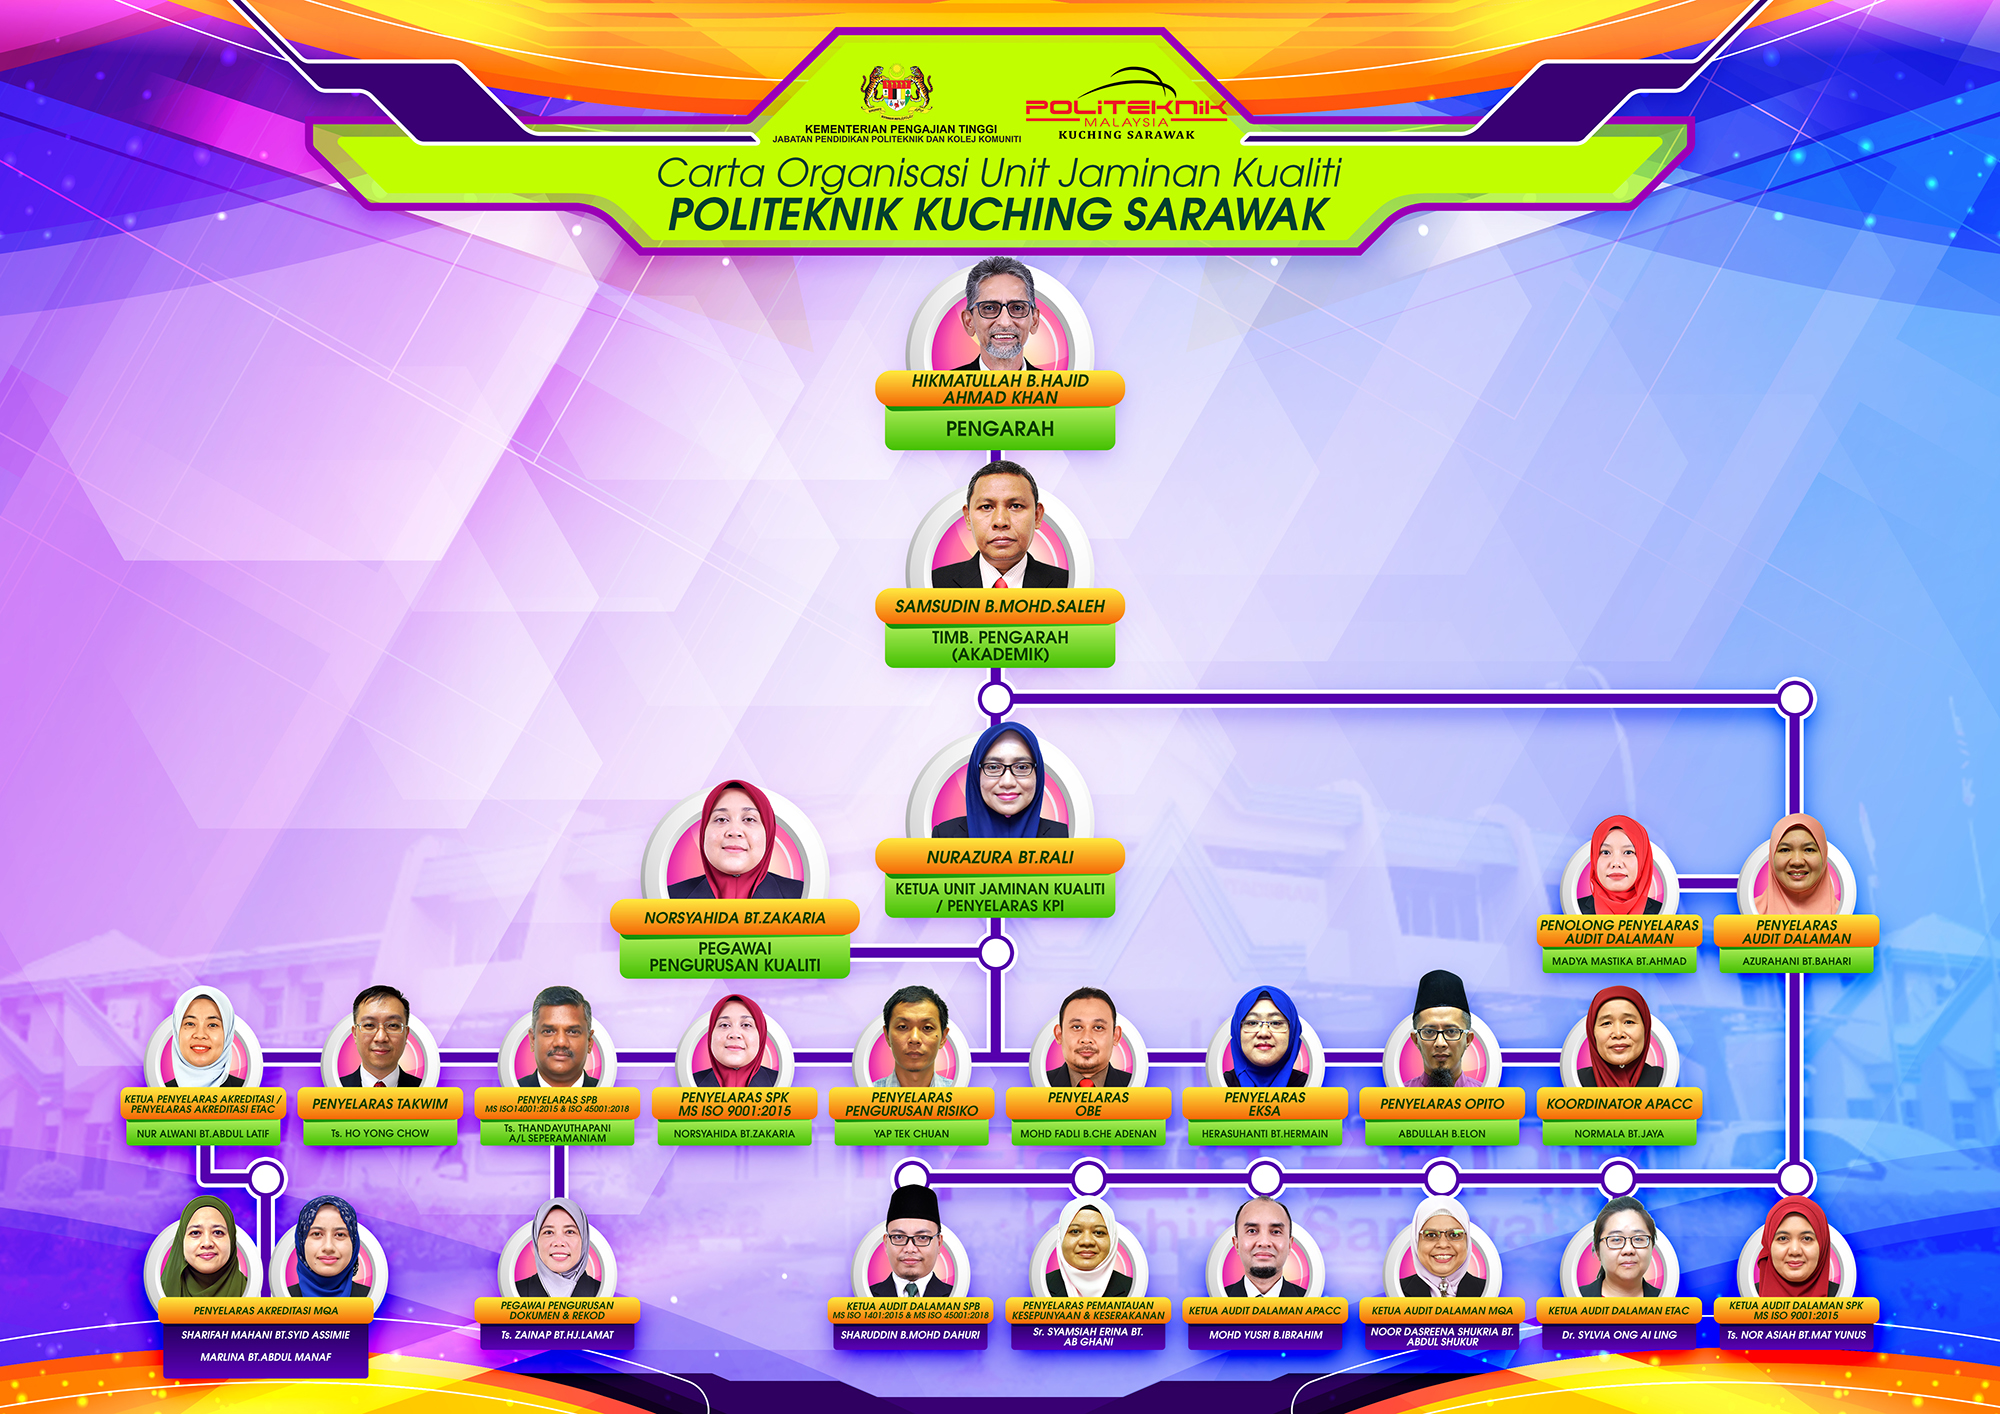 KEMENTERIAN PENGAJIAN TINGGI
JABATAN PENDIDIKAN POLITEKNIK DAN KOLEJ KOMUNITI
POLITEKNIK
MALAYSIA
KUCHING SARAWAK
Carta Organisasi Unit Jaminan Kualiti
POLITEKNIK KUCHING SARAWAK
HIKMATULLAH B.HAJID
AHMAD KHAN
PENGARAH
SAMSUDIN B.MOHD.SALEH
TIMB. PENGARAH
(AKADEMIK)
NURAZURA BT.RALI
KETUA UNIT JAMINAN KUALITI
/ PENYELARAS KPI
NORSYAHIDA BT.ZAKARIA
PEGAWAI
PENGURUSAN KUALITI
PENOLONG PENYELARAS
AUDIT DALAMAN
MADYA MASTIKA BT.AHMAD
PENYELARAS
AUDIT DALAMAN
AZURAHANI BT.BAHARI
KETUA PENYELARAS AKREDITASI /
PENYELARAS AKREDITASI ETAC
NUR ALWANI BT.ABDUL LATIF
PENYELARAS TAKWIM
Ts. HO YONG CHOW
PENYELARAS SPB
MS ISO14001:2015 & ISO 45001:2018
Ts. THANDAYUTHAPANI
A/L SEPERAMANIAM
PENYELARAS SPK
MS ISO 9001:2015
NORSYAHIDA BT.ZAKARIA
PENYELARAS
PENGURUSAN RISIKO
YAP TEK CHUAN
PENYELARAS
OBE
MOHD FADLI B.CHE ADENAN
PENYELARAS
EKSA
HERASUHANTI BT.HERMAIN
PENYELARAS OPITO
ABDULLAH B.ELON
KOORDINATOR APACC
NORMALA BT.JAYA
PENYELARAS AKREDITASI MQA
SHARIFAH MAHANI BT.SYID ASSIMIE
MARLINA BT.ABDUL MANAF
PEGAWAI PENGURUSAN
DOKUMEN & REKOD
Ts. ZAINAP BT.HJ.LAMAT
KETUA AUDIT DALAMAN SPB
MS ISO 1401:2015 & MS ISO 45001:2018
SHARUDDIN B.MOHD DAHURI
PENYELARAS PEMANTAUAN
KESEPUNYAAN & KESERAKANAN
Sr. SYAMSIAH ERINA BT.
AB GHANI
KETUA AUDIT DALAMAN APACC
MOHD YUSRI B.IBRAHIM
KETUA AUDIT DALAMAN MQA
NOOR DASREENA SHUKRIA BT.
ABDUL SHUKUR
KETUA AUDIT DALAMAN ETAC
Dr. SYLVIA ONG AI LING
KETUA AUDIT DALAMAN SPK
MS ISO 9001:2015
Ts. NOR ASIAH BT.MAT YUNUS